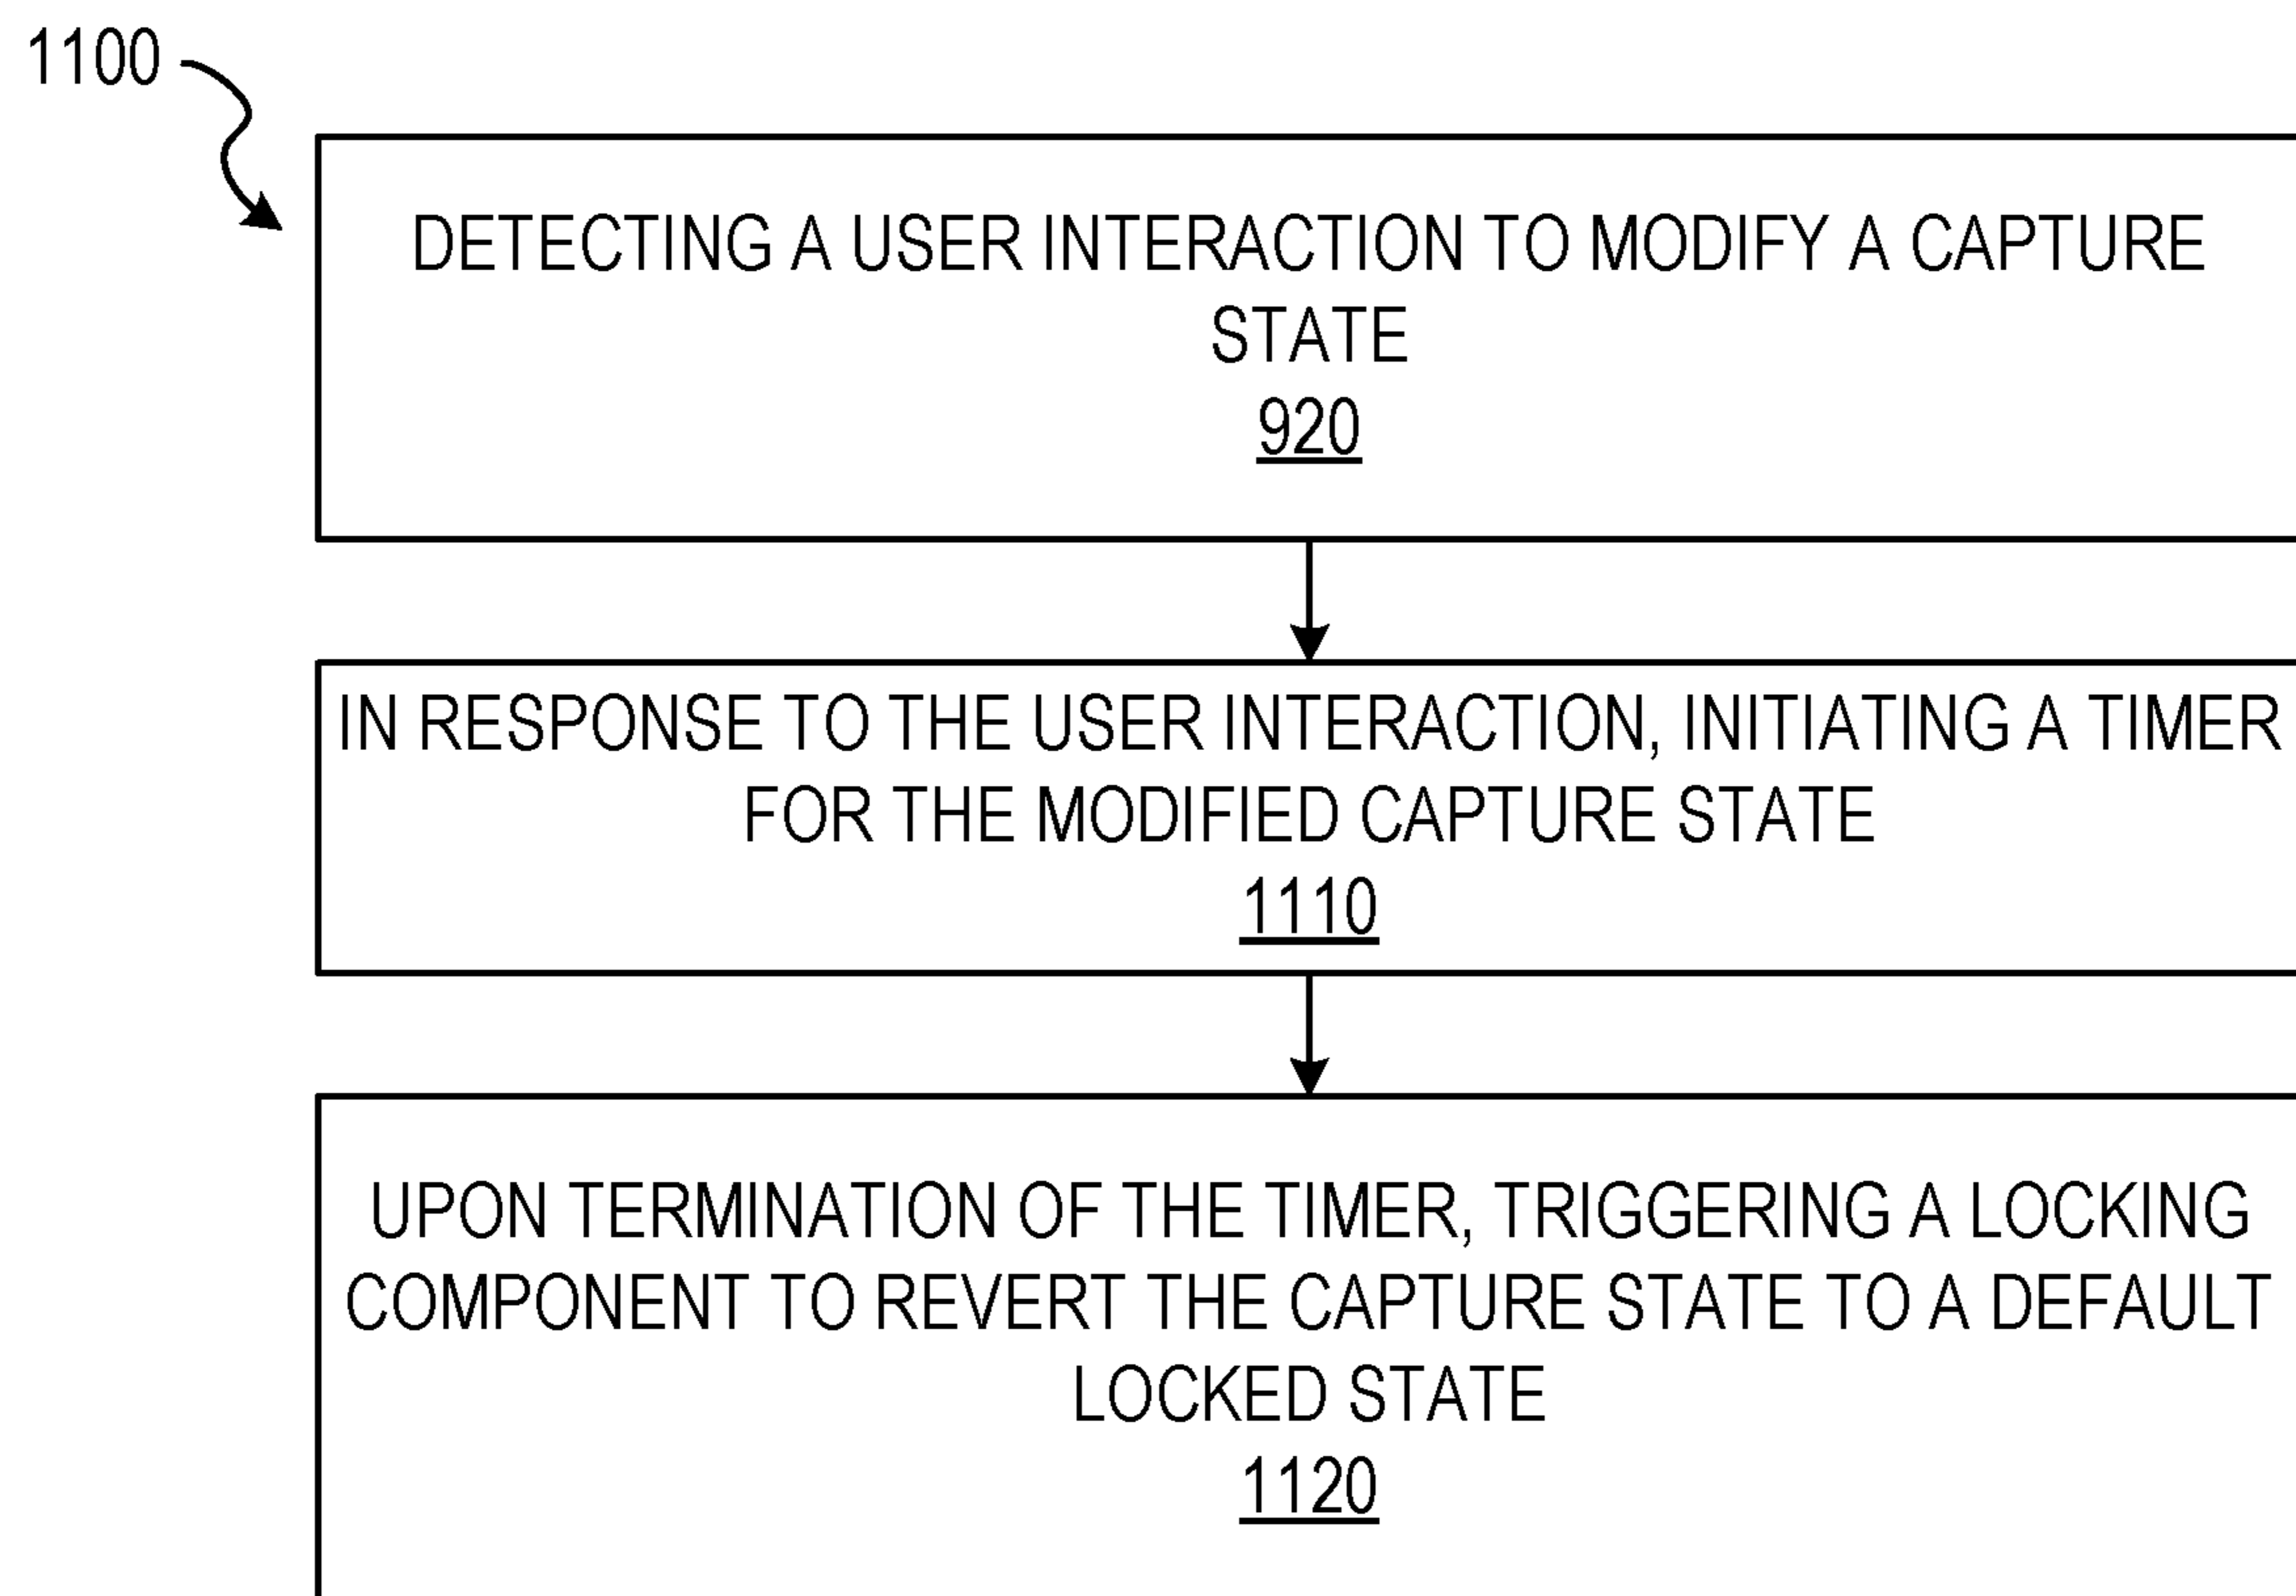 1100
DETECTING A USER INTERACTION TO MODIFY A CAPTURE
STATE
920
IN RESPONSE TO THE USER INTERACTION, INITIATING A TIMER
FOR THE MODIFIED CAPTURE STATE
1110
UPON TERMINATION OF THE TIMER, TRIGGERING A LOCKING
COMPONENT TO REVERT THE CAPTURE STATE TO A DEFAULT
LOCKED STATE
1120